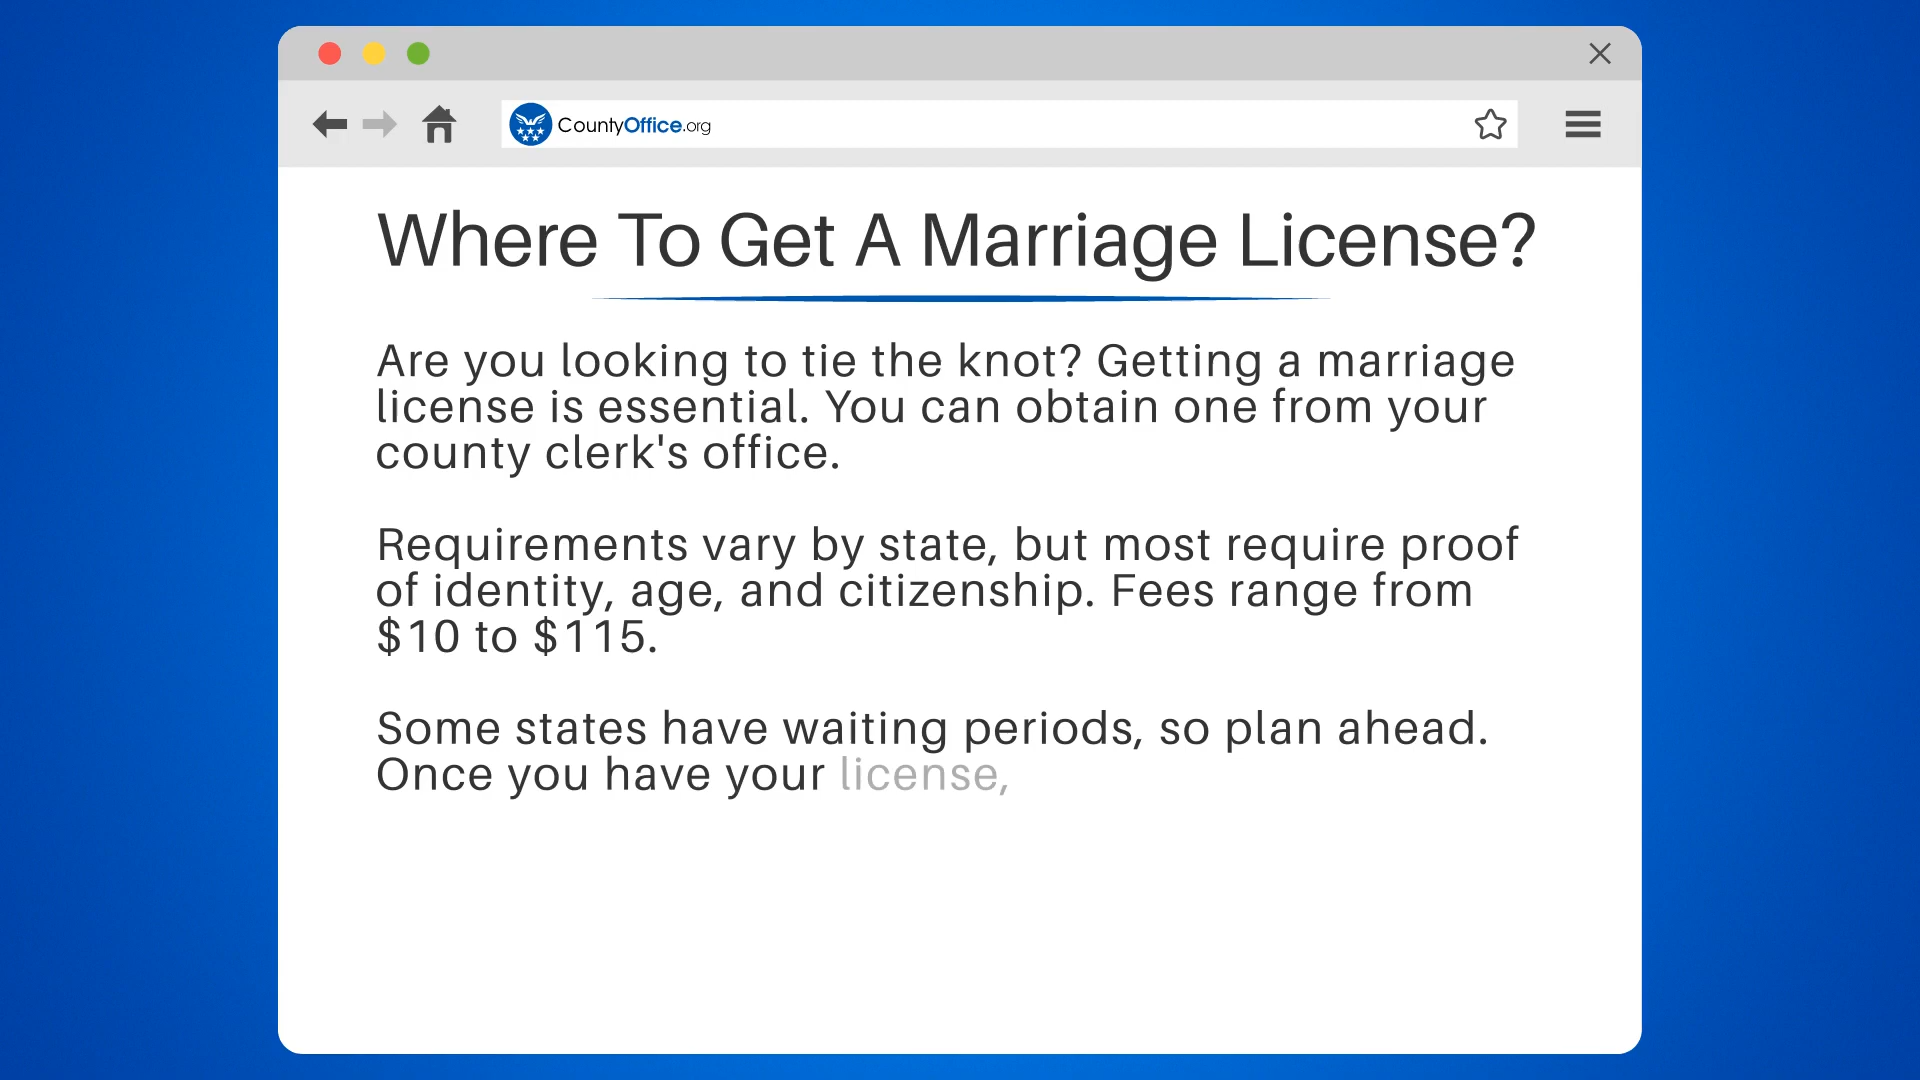 CountyOffice.org
Where To Get A Marriage License?
Are you looking to tie the knot? Getting a marriage
license is essential. You can obtain one from your
county clerk's office.
Requirements vary by state, but most require proof
of identity, age, and citizenship. Fees range from
$10 to $115.
Some states have waiting periods, so plan ahead.
Once you have your license,